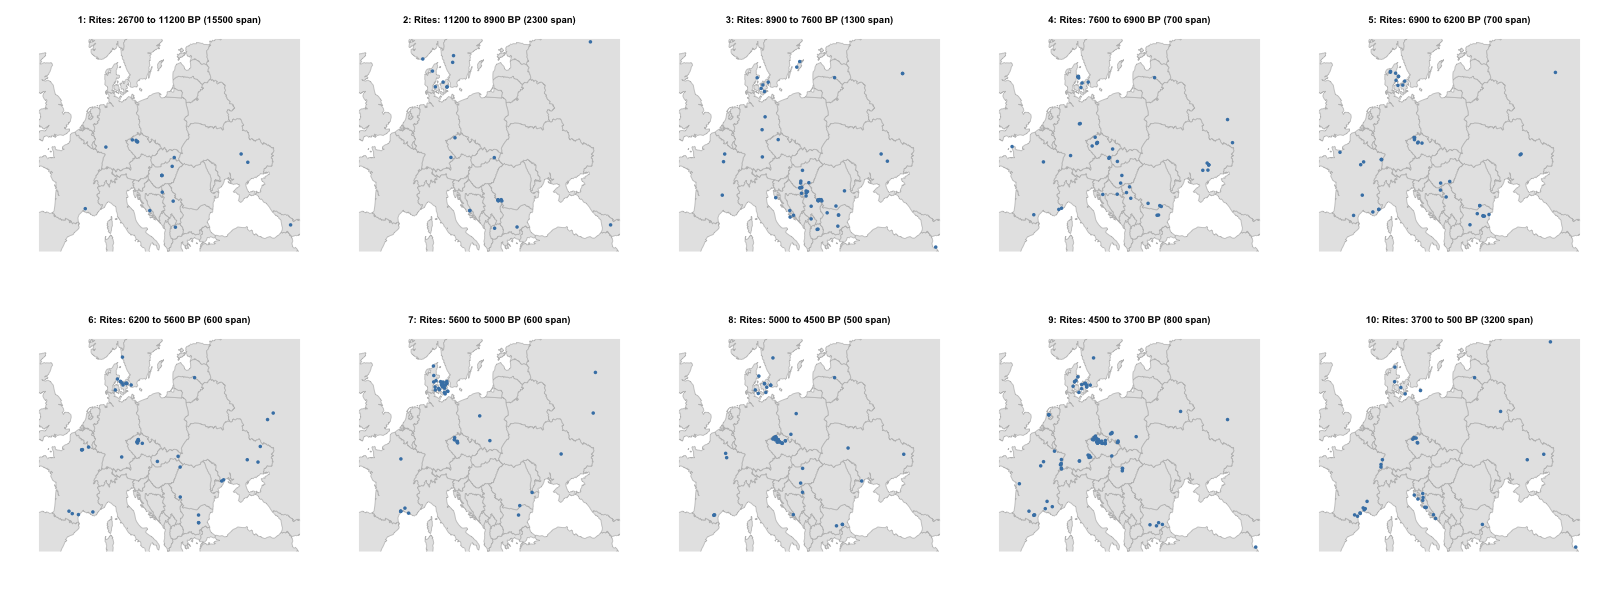 1: Rites: 26700 to 11200 BP (15500 span)
2: Rites: 11200 to 8900 BP (2300 span)
3: Rites: 8900 to 7600 BP (1300 span)
4: Rites: 7600 to 6900 BP (700 span)
5: Rites: 6900 to 6200 BP (700 span)
6: Rites: 6200 to 5600 BP (600 span)
7: Rites: 5600 to 5000 BP (600 span)
8: Rites: 5000 to 4500 BP (500 span)
9: Rites: 4500 to 3700 BP (800 span)
10: Rites: 3700 to 500 BP (3200 span)